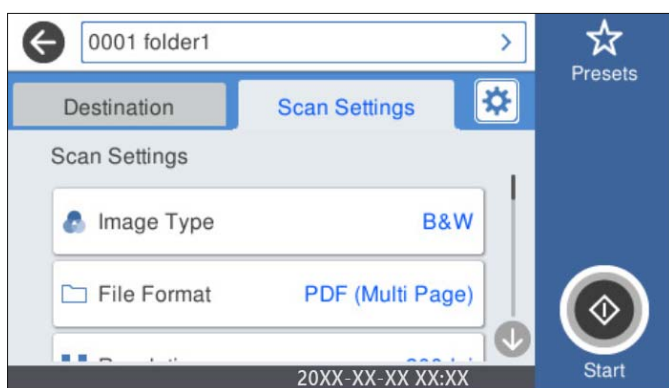 0001 folder1
Presets
Destination
Scan Settings
Scan Settings
Image Type
B&W
File Format
PDF (Multi Page)
20XX-XX-XX XX:XX
Start